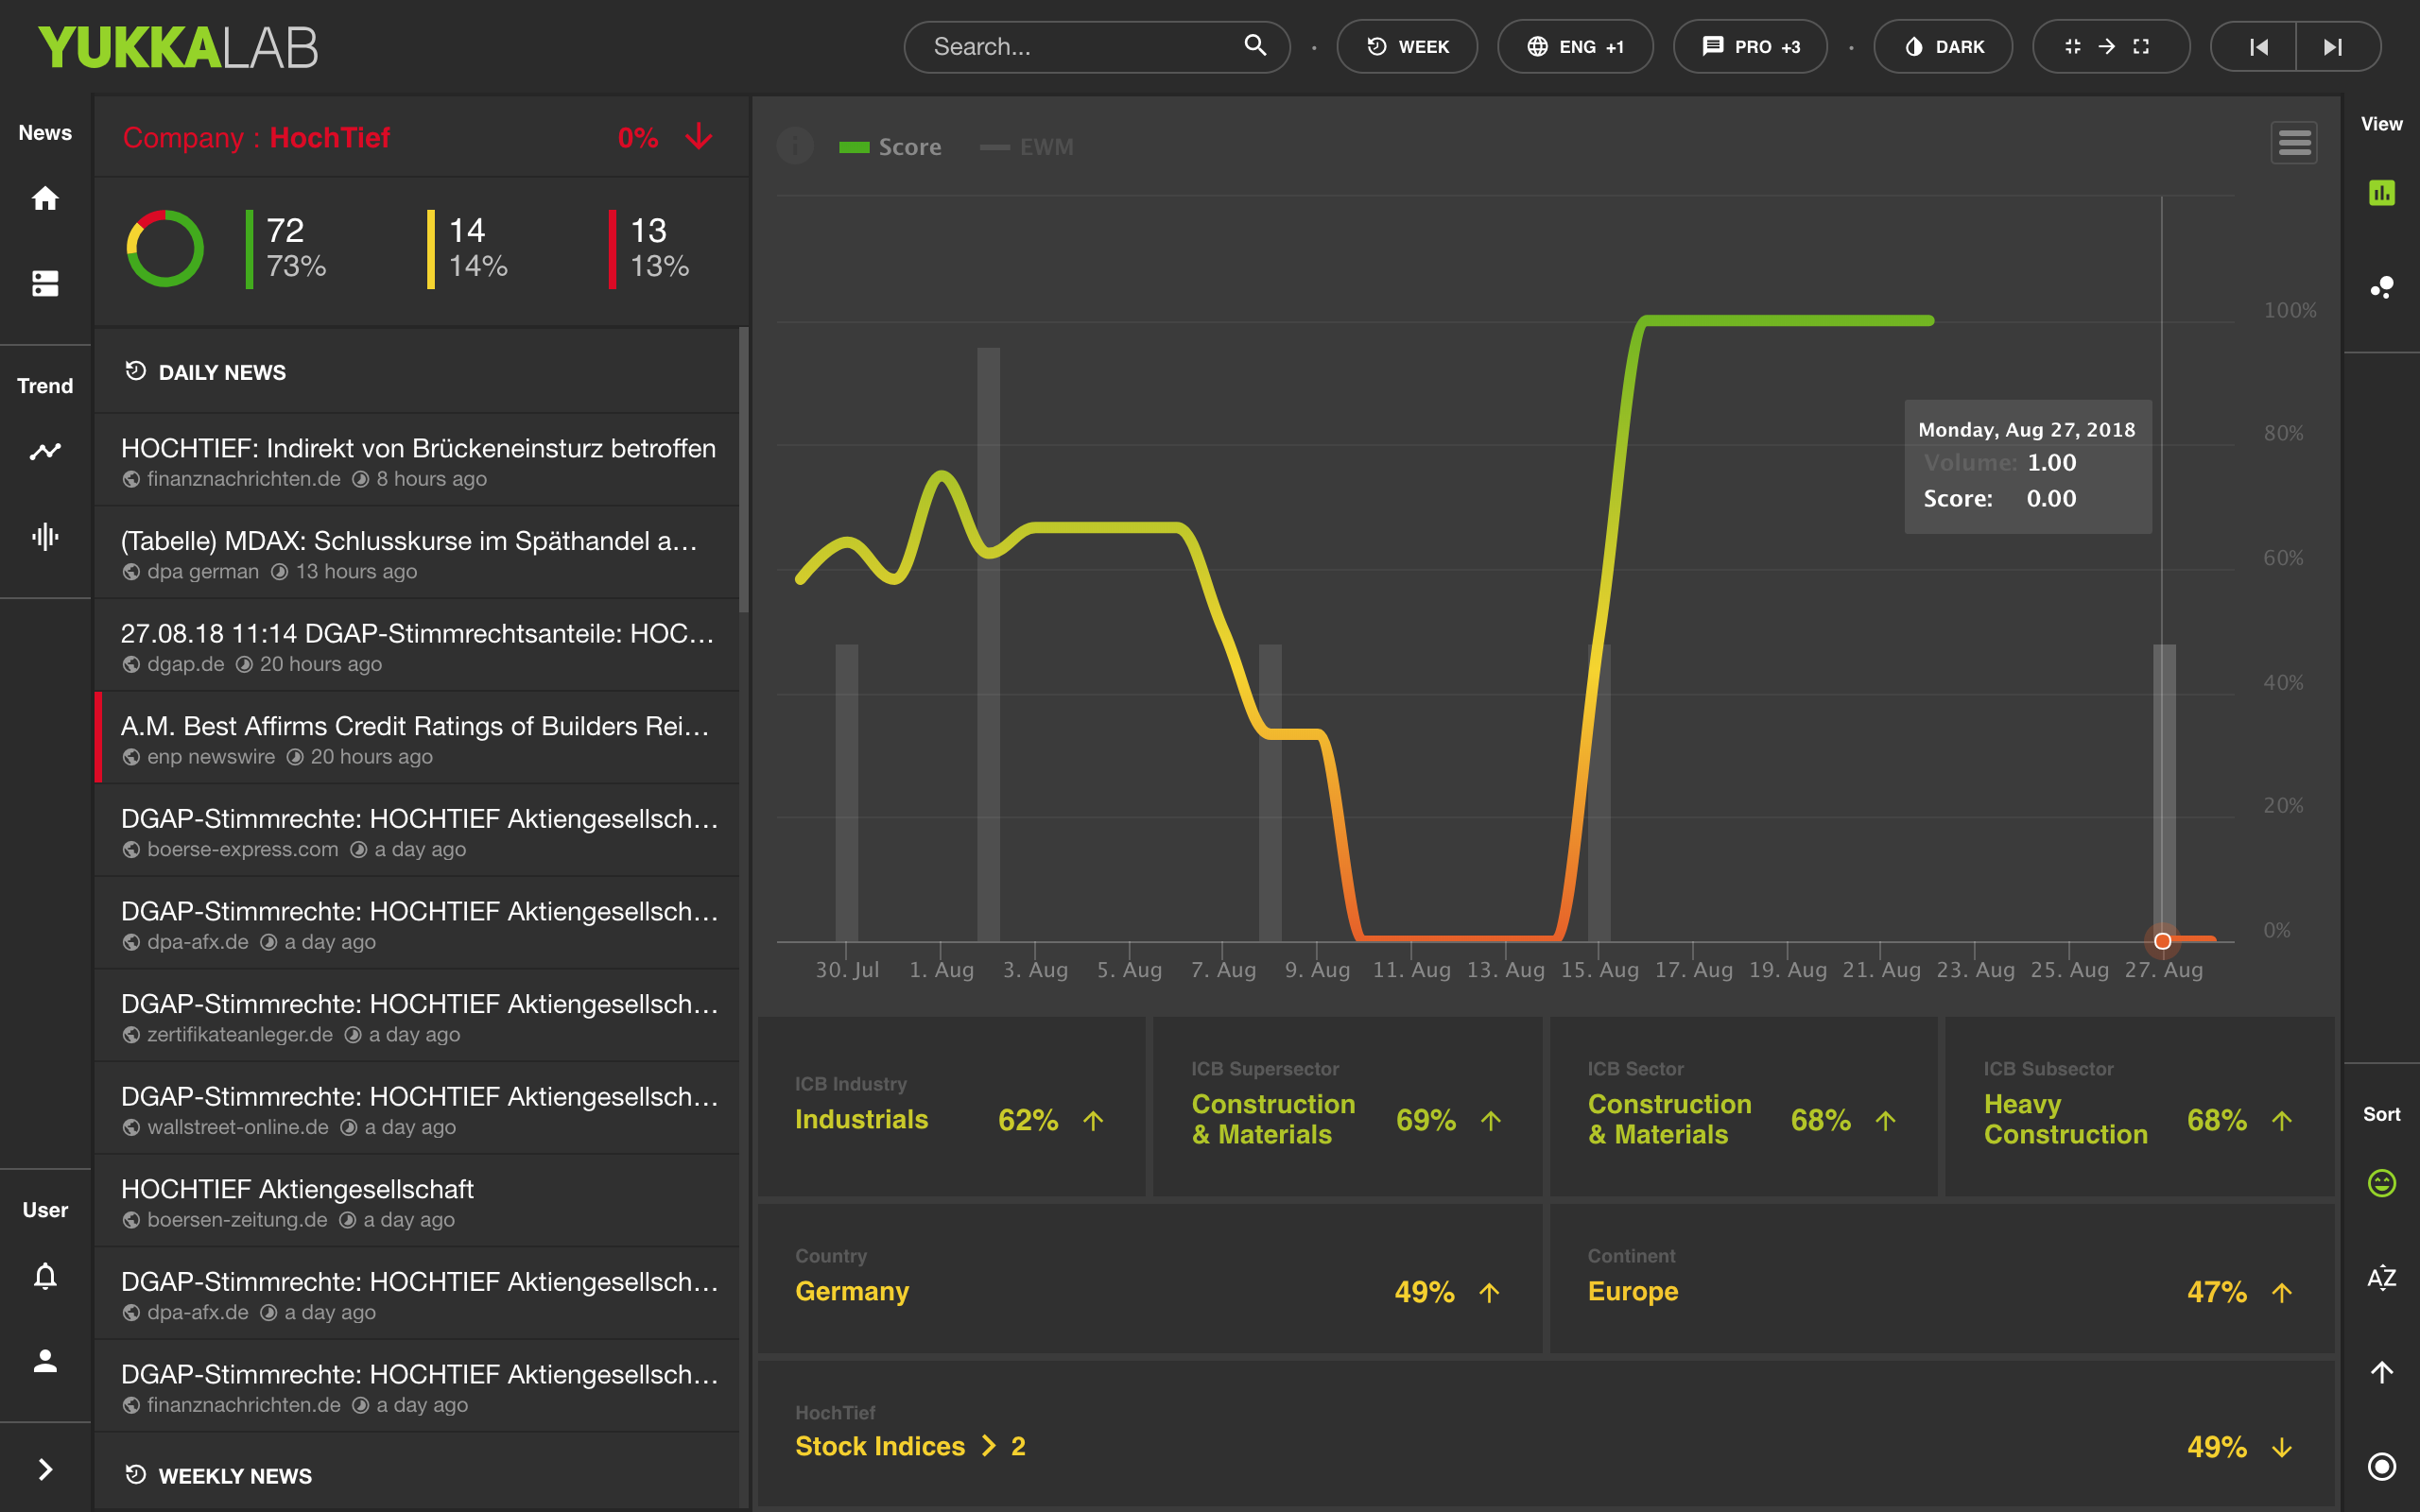 YUKKALAB
Search...
WEEK
ENG +1
PRO +3
DARK
News
Trend
User
Company : HochTief 0%
72
73%
14
14%
13
13%
DAILY NEWS
HOCHTIEF: Indirekt von Brückeneinsturz betroffen
finanznachrichten.de 8 hours ago
(Tabelle) MDAX: Schlusskurse im Späthandel a...
dpa german 13 hours ago
27.08.18 11:14 DGAP-Stimmrechtsanteile: HOC...
dgap.de 20 hours ago
A.M. Best Affirms Credit Ratings of Builders Rei...
enp newswire 20 hours ago
DGAP-Stimmrechte: HOCHTIEF Aktiengesellsch...
boerse-express.com a day ago
DGAP-Stimmrechte: HOCHTIEF Aktiengesellsch...
dpa-afx.de a day ago
DGAP-Stimmrechte: HOCHTIEF Aktiengesellsch...
zertifikateanleger.de a day ago
DGAP-Stimmrechte: HOCHTIEF Aktiengesellsch...
wallstreet-online.de a day ago
HOCHTIEF Aktiengesellschaft
boersen-zeitung.de a day ago
DGAP-Stimmrechte: HOCHTIEF Aktiengesellsch...
dpa-afx.de a day ago
DGAP-Stimmrechte: HOCHTIEF Aktiengesellsch...
finanznachrichten.de a day ago
WEEKLY NEWS
i Score EWM
100%
80%
60%
40%
20%
0%
Monday, Aug 27, 2018
Volume: 1.00
Score: 0.00
30. Jul 1. Aug 3. Aug 5. Aug 7. Aug 9. Aug 11. Aug 13. Aug 15. Aug 17. Aug 19. Aug 21. Aug 23. Aug 25. Aug 27. Aug
ICB Industry
Industrials 62%
ICB Supersector
Construction
& Materials 69%
ICB Sector
Construction
& Materials 68%
ICB Subsector
Heavy
Construction 68%
Country
Germany 49%
Continent
Europe 47%
HochTief
Stock Indices > 2 49%
View
Sort
AZ